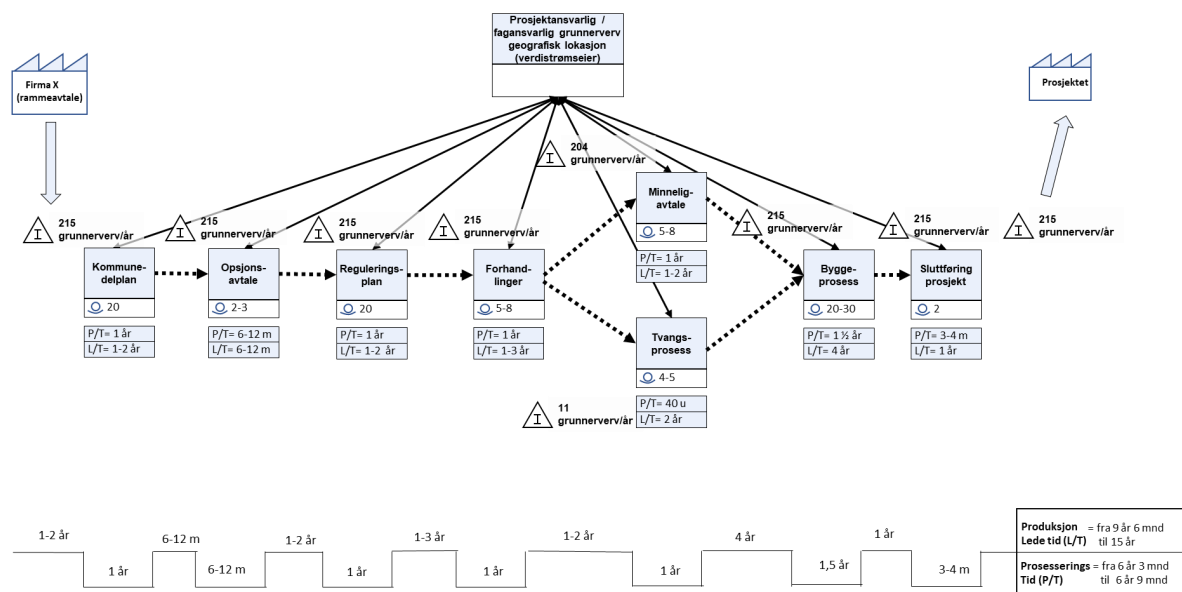 Prosjektansvarlig /
fagansvarlig grunnerverv
geografisk lokasjon
(verdistrømseier)
Firma X
(rammeavtale)
Prosjektet
I
204
grunnerverv/år
I
215
grunnerverv/år
I
215
grunnerverv/år
I
215
grunnerverv/år
I
215
grunnerverv/år
I
215
grunnerverv/år
I
215
grunnerverv/år
I
215
grunnerverv/år
Kommune-
delplan
20
P/T= 1 år
L/T= 1-2 år
Opsjons-
avtale
2-3
P/T= 6-12 m
L/T= 6-12 m
Regulerings-
plan
20
P/T= 1 år
L/T= 1-2 år
Forhand-
linger
5-8
P/T= 1 år
L/T= 1-3 år
Minnelig-
avtale
5-8
P/T= 1 år
L/T= 1-2 år
Tvangs-
prosess
4-5
P/T= 40 u
L/T= 2 år
I
11
grunnerverv/år
Bygge-
prosess
20-30
P/T= 1 ½ år
L/T= 4 år
Sluttføring
prosjekt
2
P/T= 3-4 m
L/T= 1 år
1-2 år
1 år
6-12 m
6-12 m
1-2 år
1 år
1-3 år
1 år
1-2 år
1 år
4 år
1,5 år
1 år
3-4 m
Produksjon = fra 9 år 6 mnd
Lede tid (L/T) til 15 år
Prosesserings = fra 6 år 3 mnd
Tid (P/T) til 6 år 9 mnd